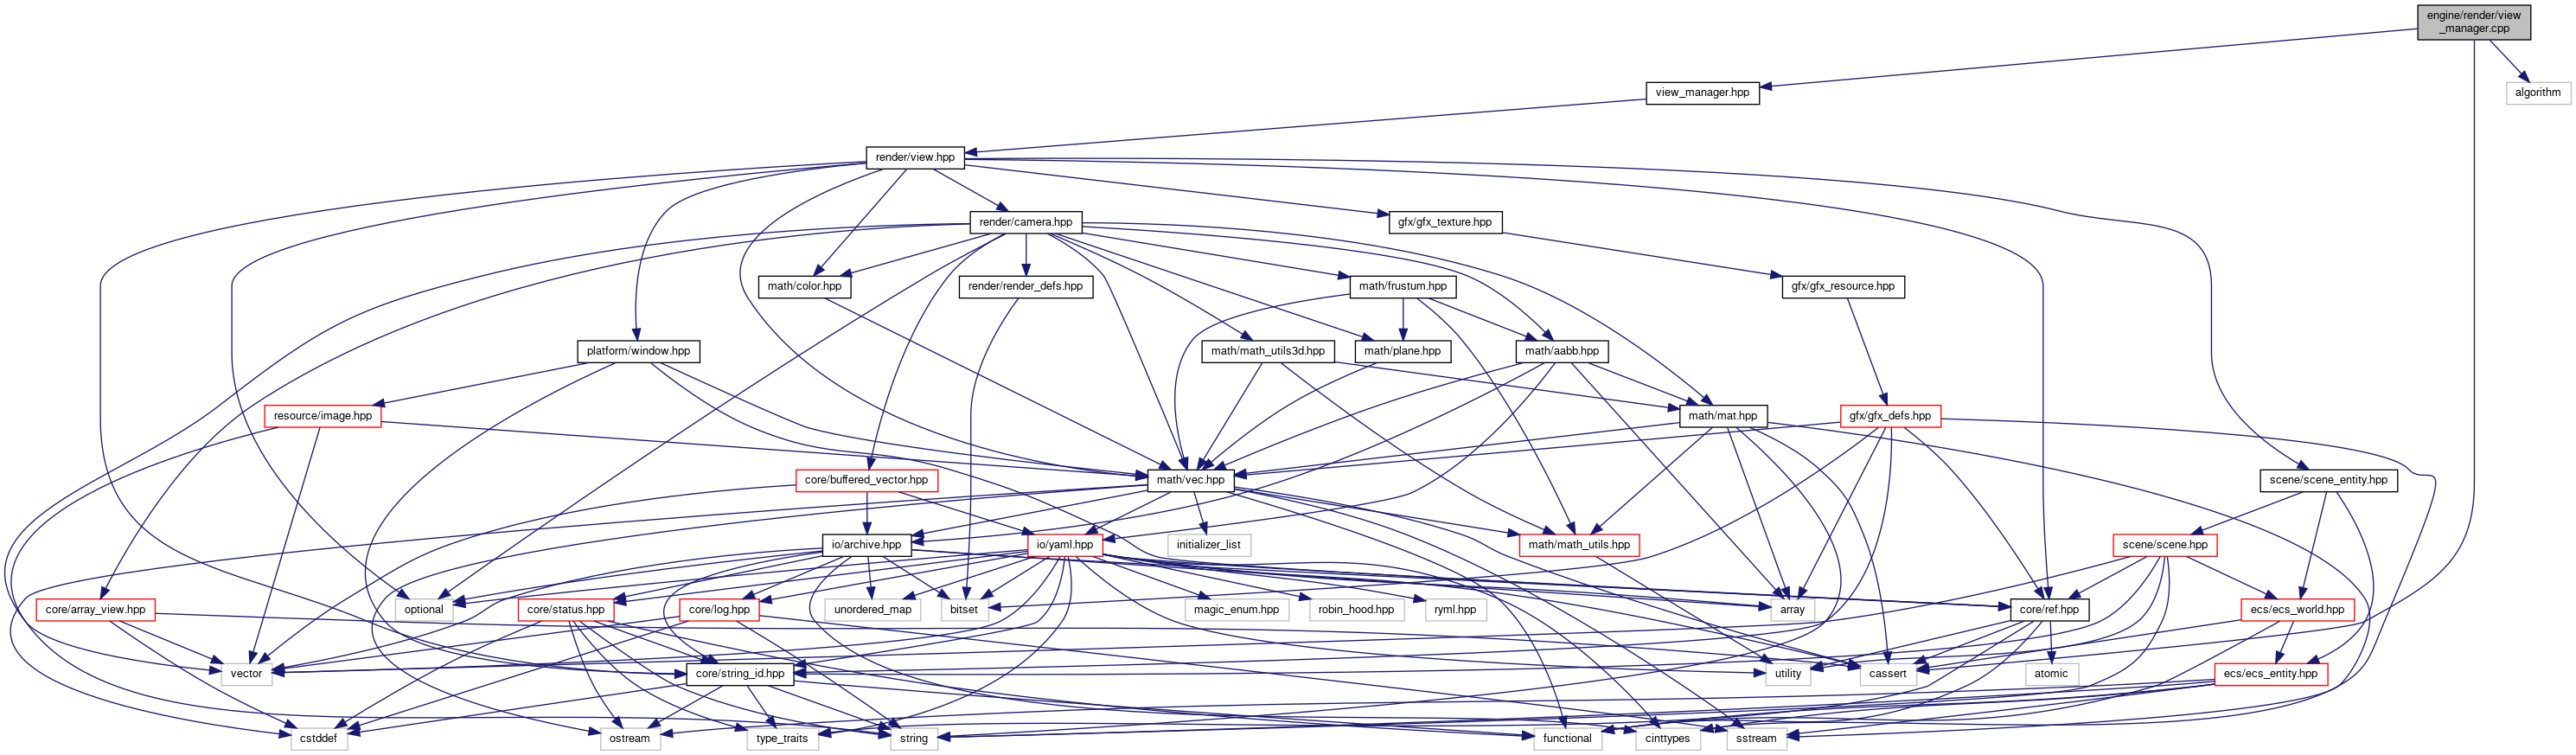 engine/render/view
_manager.cpp
view_manager.hpp
algorithm
render/view.hpp
render/camera.hpp
gfx/gfx_texture.hpp
math/color.hpp
render/render_defs.hpp
math/frustum.hpp
gfx/gfx_resource.hpp
platform/window.hpp
math/math_utils3d.hpp
math/plane.hpp
math/aabb.hpp
resource/image.hpp
math/mat.hpp
gfx/gfx_defs.hpp
core/buffered_vector.hpp
math/vec.hpp
scene/scene_entity.hpp
io/archive.hpp
io/yaml.hpp
initializer_list
math/math_utils.hpp
scene/scene.hpp
core/array_view.hpp
optional
core/status.hpp
core/log.hpp
unordered_map
bitset
magic_enum.hpp
robin_hood.hpp
ryml.hpp
array
core/ref.hpp
ecs/ecs_world.hpp
vector
core/string_id.hpp
utility
cassert
atomic
ecs/ecs_entity.hpp
cstddef
ostream
type_traits
string
functional
cinttypes
sstream